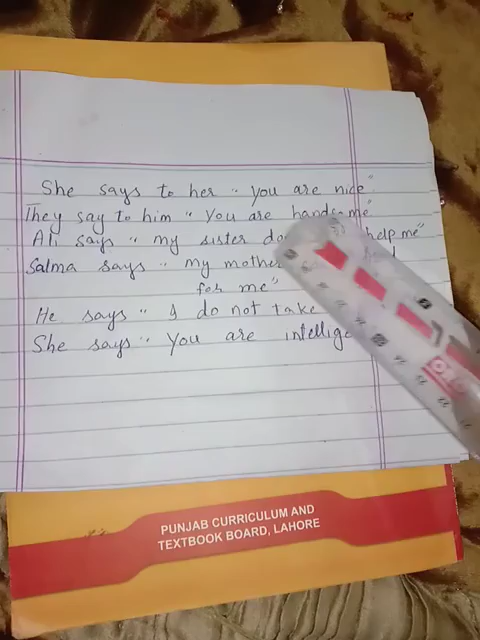 She says to her " You are nice"
They say to him " You are handsome"
Ali says " my sister help me"
Salma says " My mother
for me"
He says " I do not take
She says " You are
PUNJAB CURRICULUM AND
TEXTBOOK BOARD, LAHORE